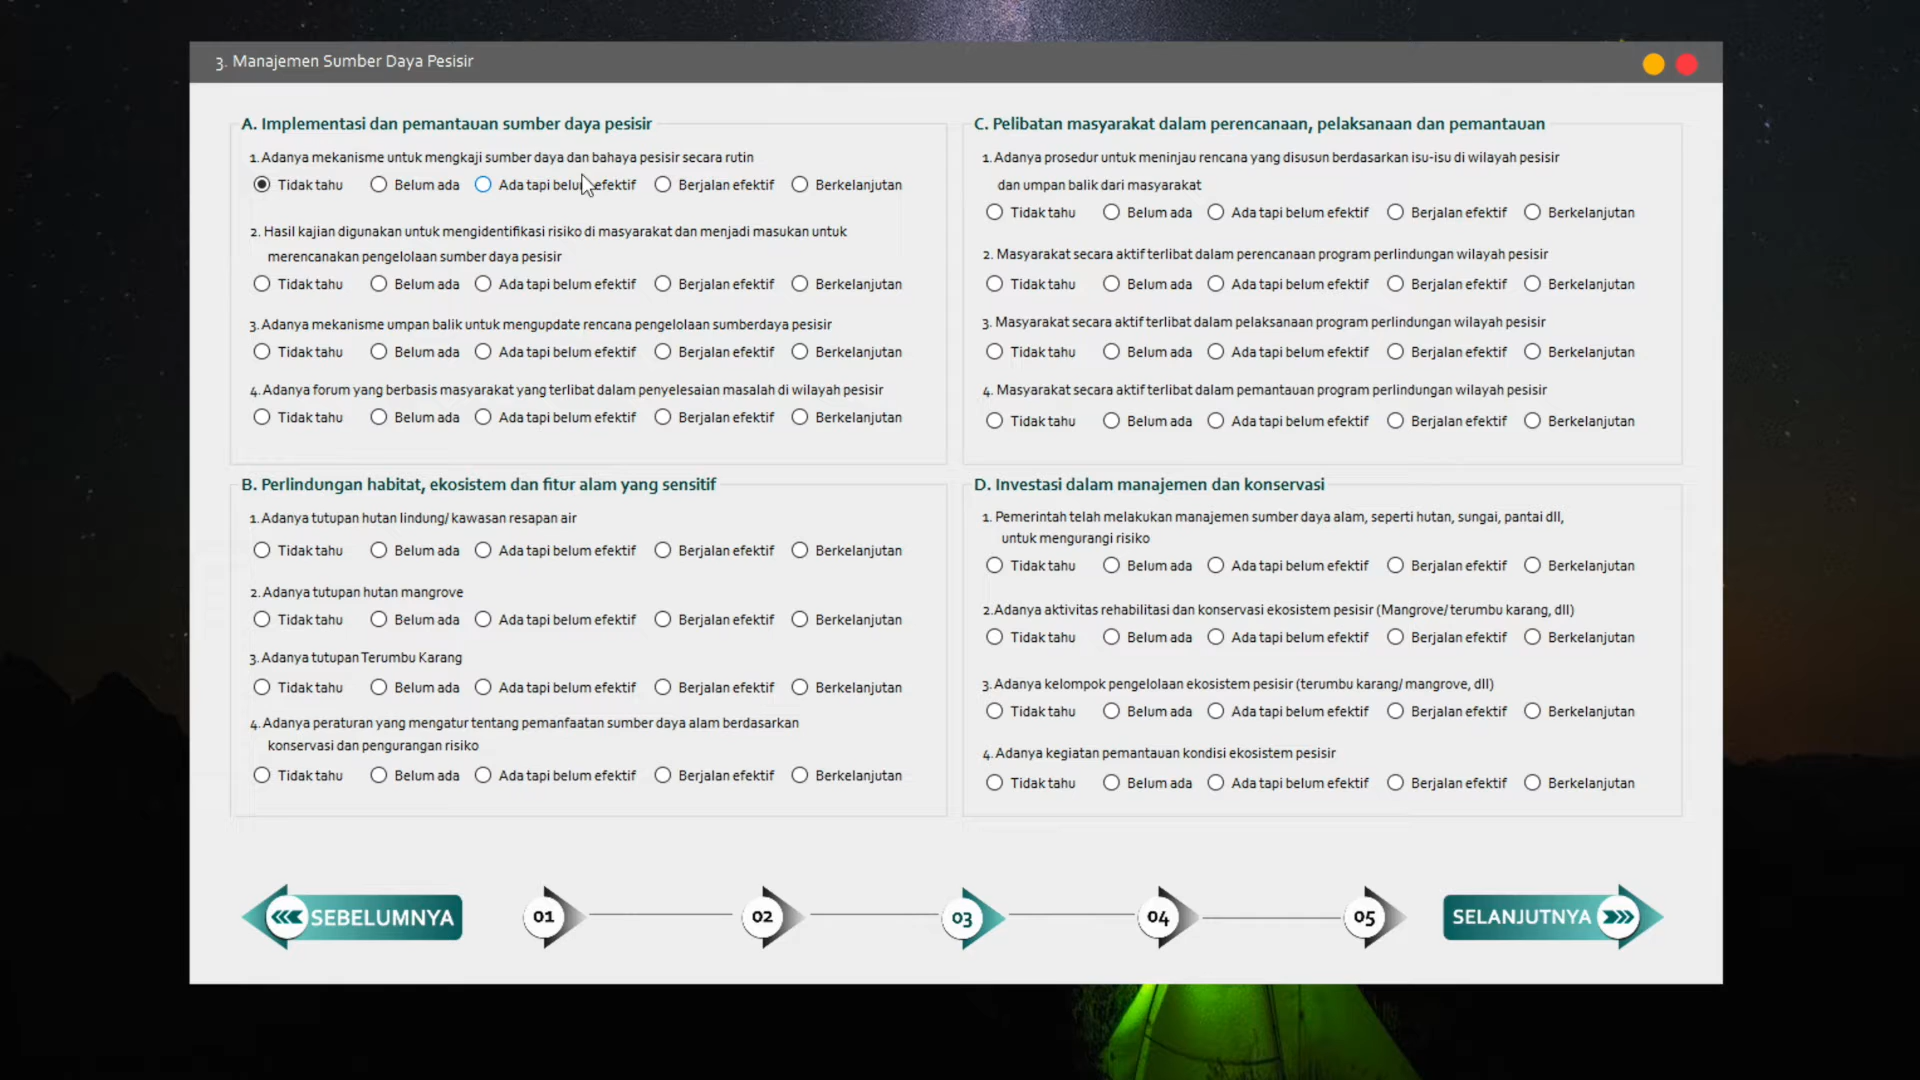 3. Manajemen Sumber Daya Pesisir
A. Implementasi dan pemantauan sumber daya pesisir
1. Adanya mekanisme untuk mengkaji sumber daya dan bahaya pesisir secara rutin
Tidak tahu Belum ada Ada tapi belum efektif Berjalan efektif Berkelanjutan
2. Hasil kajian digunakan untuk mengidentifikasi risiko di masyarakat dan menjadi masukan untuk
merencanakan pengelolaan sumber daya pesisir
Tidak tahu Belum ada Ada tapi belum efektif Berjalan efektif Berkelanjutan
3. Adanya mekanisme umpan balik untuk mengupdate rencana pengelolaan sumberdaya pesisir
Tidak tahu Belum ada Ada tapi belum efektif Berjalan efektif Berkelanjutan
4. Adanya forum yang berbasis masyarakat yang terlibat dalam penyelesaian masalah di wilayah pesisir
Tidak tahu Belum ada Ada tapi belum efektif Berjalan efektif Berkelanjutan
B. Perlindungan habitat, ekosistem dan fitur alam yang sensitif
1. Adanya tutupan hutan lindung/ kawasan resapan air
Tidak tahu Belum ada Ada tapi belum efektif Berjalan efektif Berkelanjutan
2. Adanya tutupan hutan mangrove
Tidak tahu Belum ada Ada tapi belum efektif Berjalan efektif Berkelanjutan
3. Adanya tutupan Terumbu Karang
Tidak tahu Belum ada Ada tapi belum efektif Berjalan efektif Berkelanjutan
4. Adanya peraturan yang mengatur tentang pemanfaatan sumber daya alam berdasarkan
konservasi dan pengurangan risiko
Tidak tahu Belum ada Ada tapi belum efektif Berjalan efektif Berkelanjutan
C. Pelibatan masyarakat dalam perencanaan, pelaksanaan dan pemantauan
1. Adanya prosedur untuk meninjau rencana yang disusun berdasarkan isu-isu di wilayah pesisir
dan umpan balik dari masyarakat
Tidak tahu Belum ada Ada tapi belum efektif Berjalan efektif Berkelanjutan
2. Masyarakat secara aktif terlibat dalam perencanaan program perlindungan wilayah pesisir
Tidak tahu Belum ada Ada tapi belum efektif Berjalan efektif Berkelanjutan
3. Masyarakat secara aktif terlibat dalam pelaksanaan program perlindungan wilayah pesisir
Tidak tahu Belum ada Ada tapi belum efektif Berjalan efektif Berkelanjutan
4. Masyarakat secara aktif terlibat dalam pemantauan program perlindungan wilayah pesisir
Tidak tahu Belum ada Ada tapi belum efektif Berjalan efektif Berkelanjutan
D. Investasi dalam manajemen dan konservasi
1. Pemerintah telah melakukan manajemen sumber daya alam, seperti hutan, sungai, pantai dll,
untuk mengurangi risiko
Tidak tahu Belum ada Ada tapi belum efektif Berjalan efektif Berkelanjutan
2. Adanya aktivitas rehabilitasi dan konservasi ekosistem pesisir (Mangrove/ terumbu karang, dll)
Tidak tahu Belum ada Ada tapi belum efektif Berjalan efektif Berkelanjutan
3. Adanya kelompok pengelolaan ekosistem pesisir (terumbu karang/ mangrove, dll)
Tidak tahu Belum ada Ada tapi belum efektif Berjalan efektif Berkelanjutan
4. Adanya kegiatan pemantauan kondisi ekosistem pesisir
Tidak tahu Belum ada Ada tapi belum efektif Berjalan efektif Berkelanjutan
SEBELUMNYA 01 02 03 04 05 SELANJUTNYA